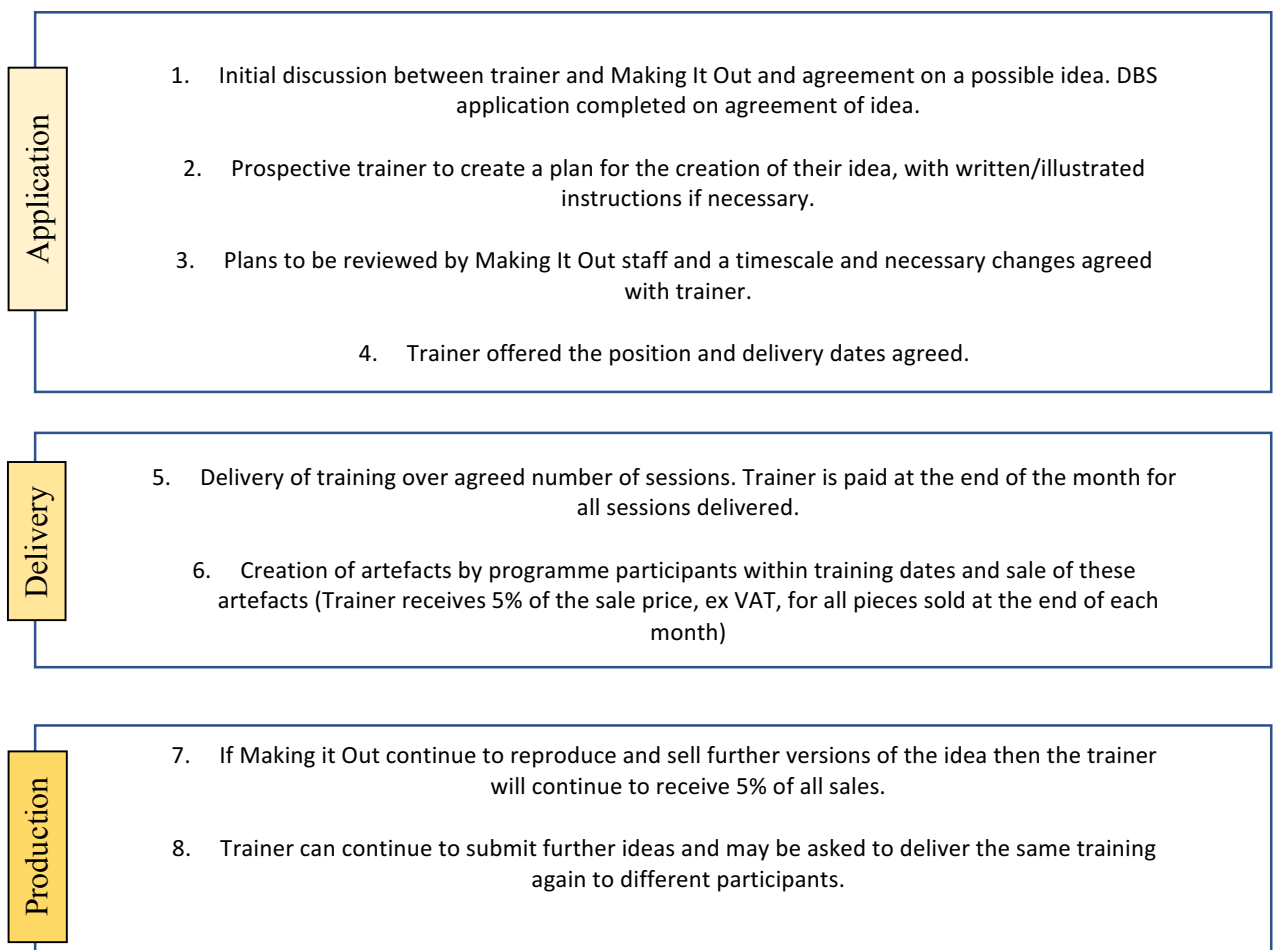 Application
1. Initial discussion between trainer and Making It Out and agreement on a possible idea. DBS
application completed on agreement of idea.
2. Prospective trainer to create a plan for the creation of their idea, with written/illustrated
instructions if necessary.
3. Plans to be reviewed by Making It Out staff and a timescale and necessary changes agreed
with trainer.
4. Trainer offered the position and delivery dates agreed.
Delivery
5. Delivery of training over agreed number of sessions. Trainer is paid at the end of the month for
all sessions delivered.
6. Creation of artefacts by programme participants within training dates and sale of these
artefacts (Trainer receives 5% of the sale price, ex VAT, for all pieces sold at the end of each
month)
Production
7. If Making it Out continue to reproduce and sell further versions of the idea then the trainer
will continue to receive 5% of all sales.
8. Trainer can continue to submit further ideas and may be asked to deliver the same training
again to different participants.